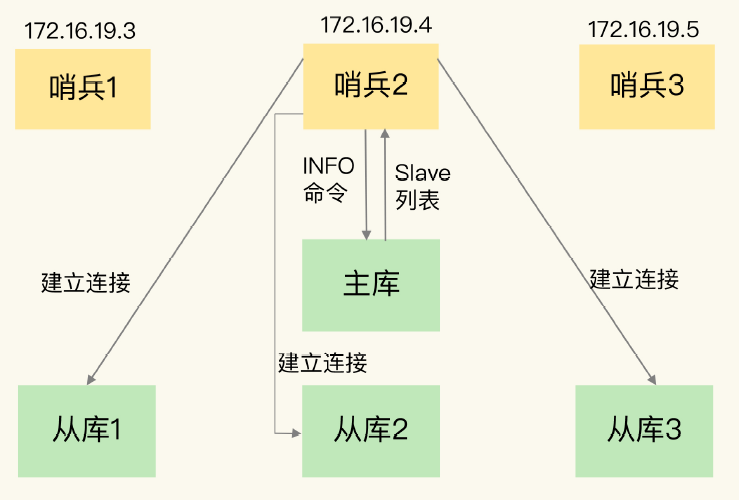 172.16.19.3
172.16.19.4
172.16.19.5
哨兵1
哨兵2
哨兵3
INFO
命令
Slave
列表
建立连接
主库
建立连接
建立连接
从库1
从库2
从库3